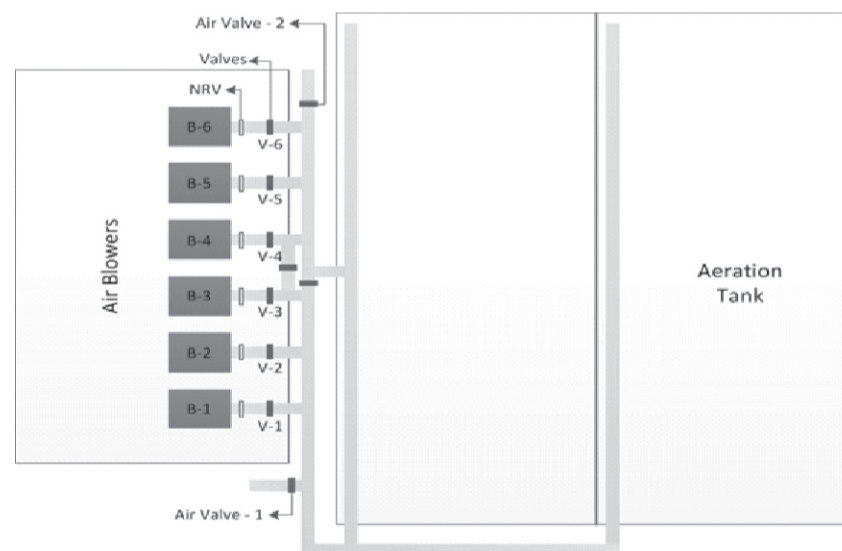 Air Valve - 2
Valves
NRV
B-6
V-6
B-5
V-5
B-4
V-4
Air Blowers
B-3
V-3
Aeration
Tank
B-2
V-2
B-1
V-1
Air Valve - 1